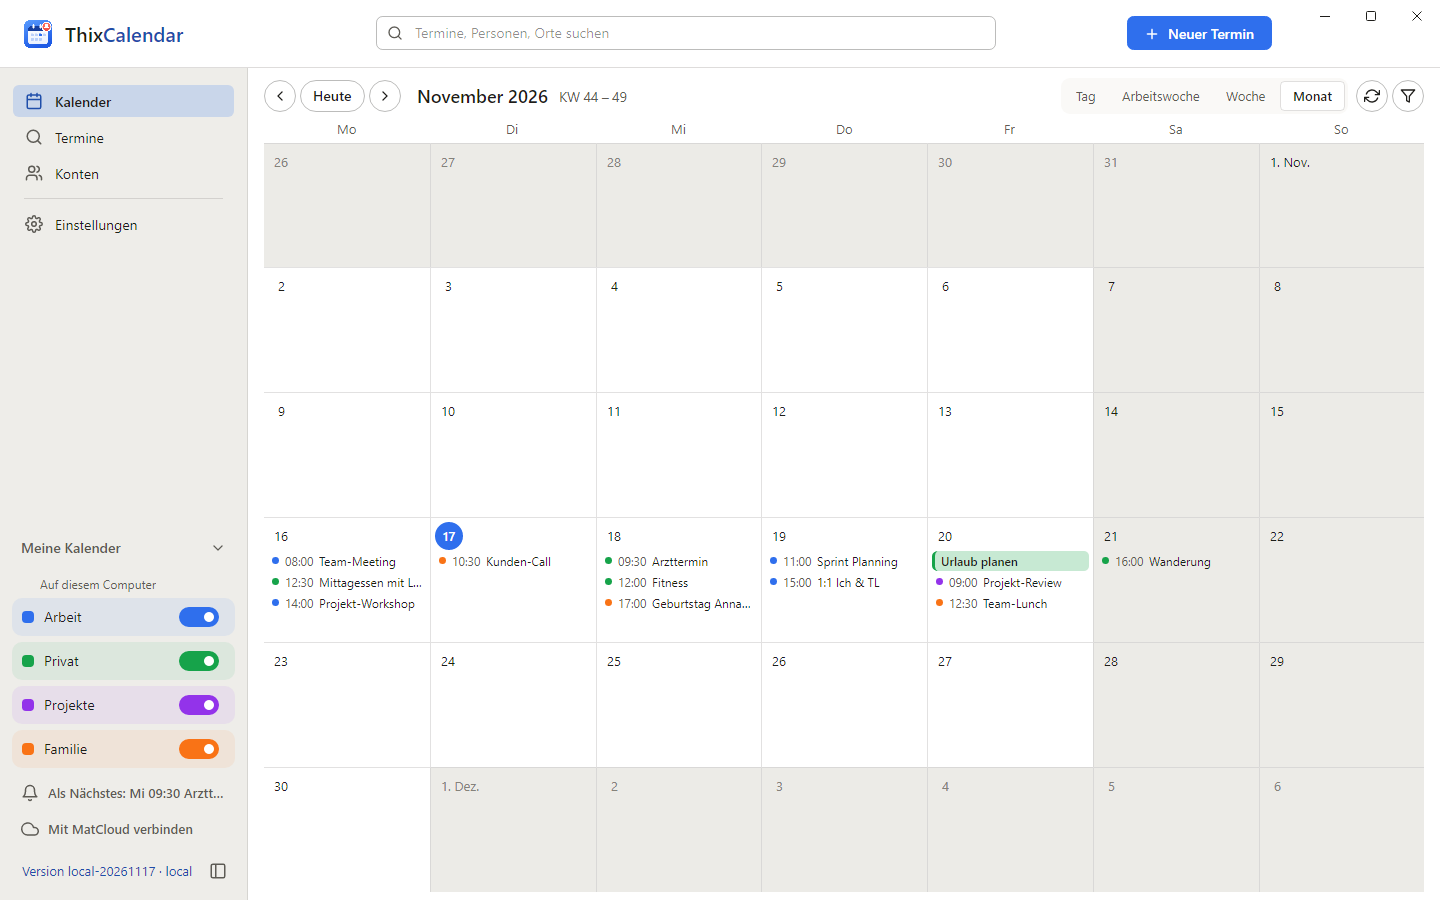 ThixCalendar
Termine, Personen, Orte suchen
Neuer Termin
Kalender
Termine
Konten
Einstellungen
Meine Kalender
Auf diesem Computer
Arbeit
Privat
Projekte
Familie
Als Nächstes: Mi 09:30 Arztt...
Mit MatCloud verbinden
Version local-20261117 · local
Heute
November 2026 KW 44 – 49
Tag Arbeitswoche Woche Monat
Mo Di Mi Do Fr Sa So
26 27 28 29 30 31 1. Nov.
2 3 4 5 6 7 8
9 10 11 12 13 14 15
16
08:00 Team-Meeting
12:30 Mittagessen mit L...
14:00 Projekt-Workshop
17
10:30 Kunden-Call
18
09:30 Arzttermin
12:00 Fitness
17:00 Geburtstag Anna...
19
11:00 Sprint Planning
15:00 1:1 Ich & TL
20
Urlaub planen
09:00 Projekt-Review
12:30 Team-Lunch
21
16:00 Wanderung
22
23 24 25 26 27 28 29
30 1. Dez. 2 3 4 5 6